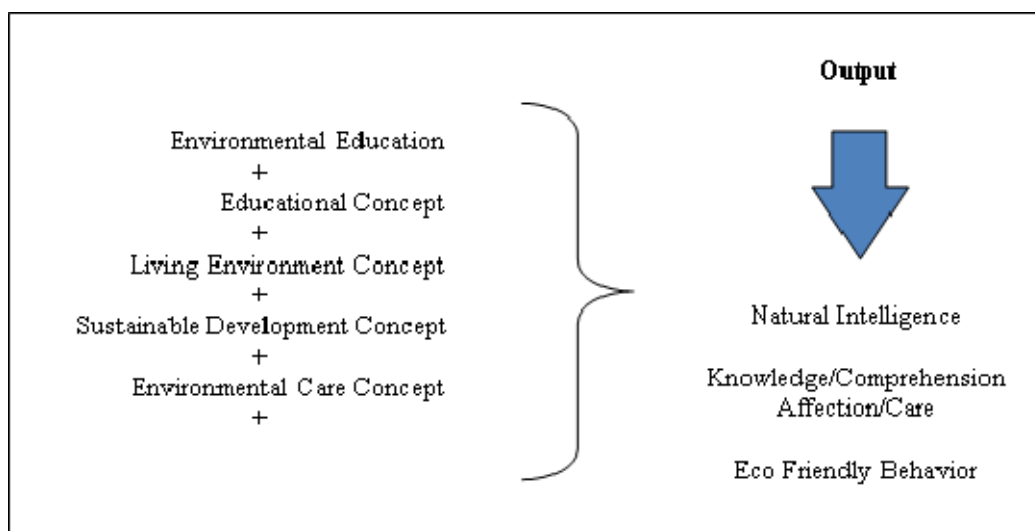 Environmental Education
+
Educational Concept
+
Living Environment Concept
+
Sustainable Development Concept
+
Environmental Care Concept
+
Output
Natural Intelligence
Knowledge/Comprehension
Affection/Care
Eco Friendly Behavior